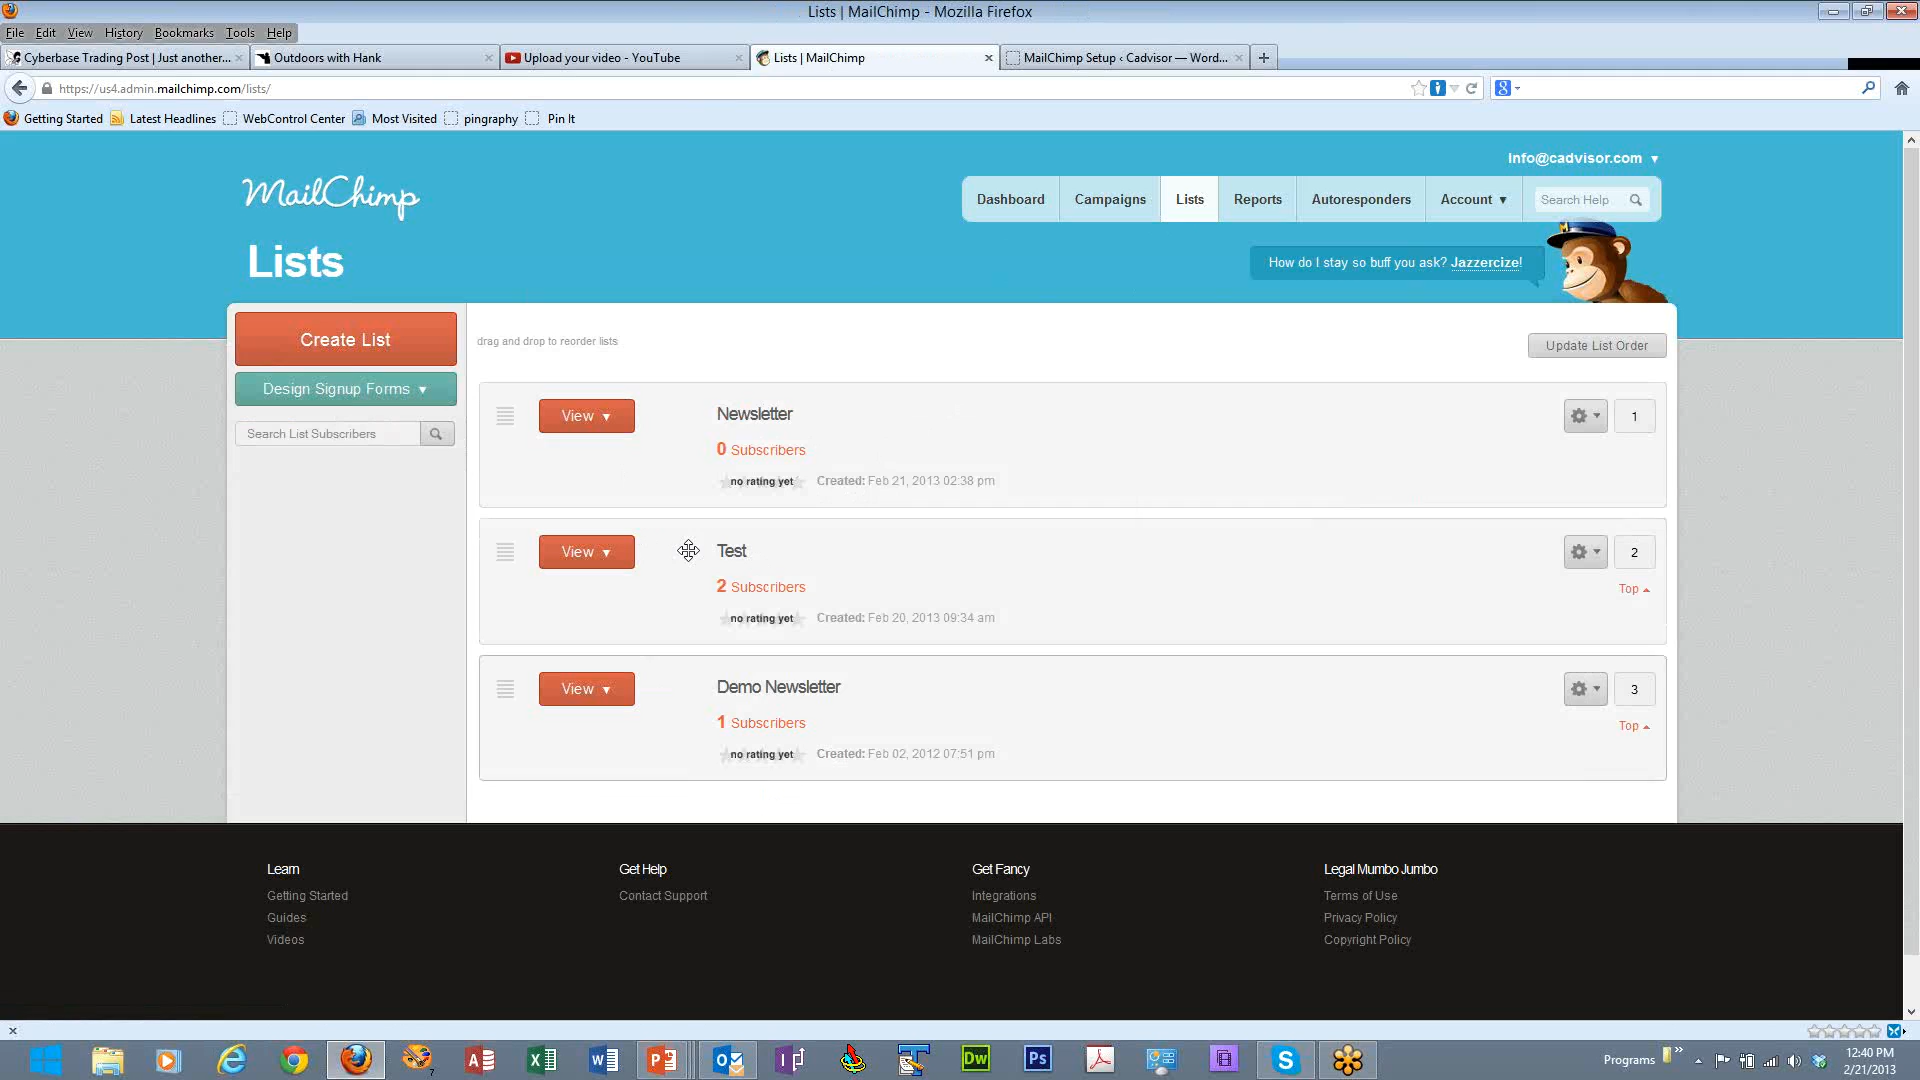 Lists | MailChimp - Mozilla Firefox
File Edit View History Bookmarks Tools Help
Cyberbase Trading Post | Just another... Outdoors with Hank Upload your video - YouTube Lists | MailChimp MailChimp Setup ‹ Cadvisor — Word...
https://us4.admin.mailchimp.com/lists/
Getting Started Latest Headlines WebControl Center Most Visited pingraphy Pin It
Info@cadvisor.com
MailChimp
Dashboard Campaigns Lists Reports Autoresponders Account Search Help
Lists
How do I stay so buff you ask? Jazzercize!
Create List
drag and drop to reorder lists
Update List Order
Design Signup Forms
Search List Subscribers
View Newsletter 1
0 Subscribers
no rating yet Created: Feb 21, 2013 02:38 pm
View Test 2
2 Subscribers Top
no rating yet Created: Feb 20, 2013 09:34 am
View Demo Newsletter 3
1 Subscribers Top
no rating yet Created: Feb 02, 2012 07:51 pm
Learn Get Help Get Fancy Legal Mumbo Jumbo
Getting Started Contact Support Integrations Terms of Use
Guides MailChimp API Privacy Policy
Videos MailChimp Labs Copyright Policy
Programs 12:40 PM
2/21/2013